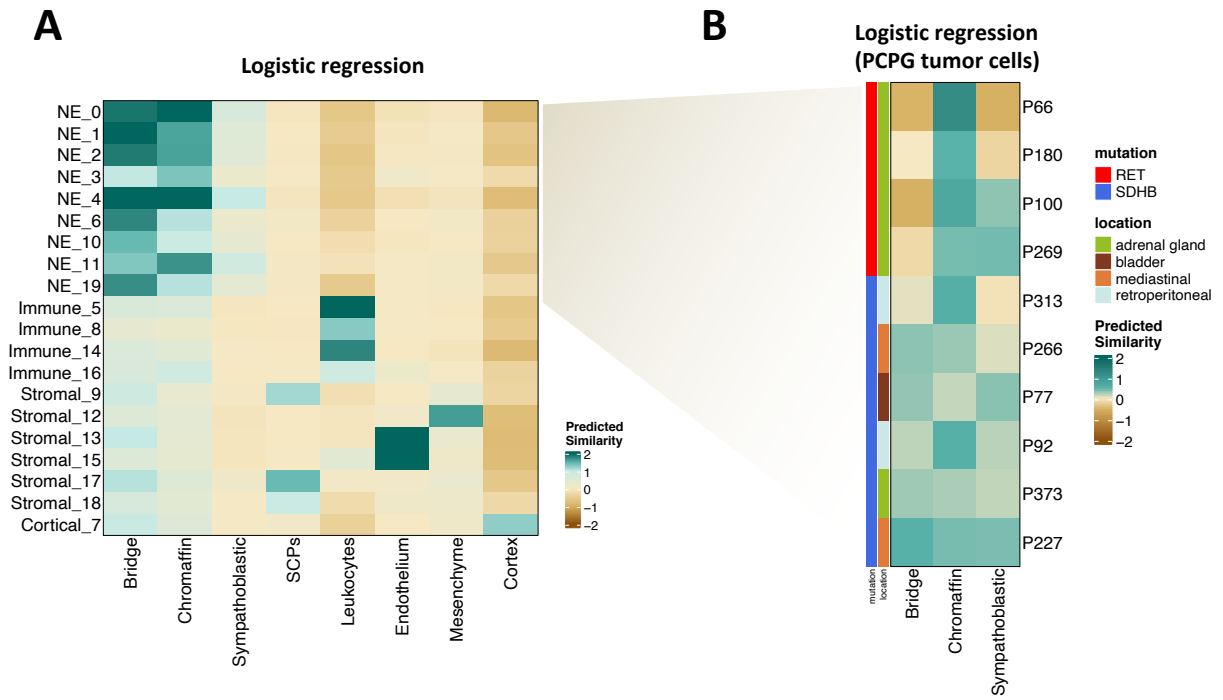 A
Logistic regression
NE_0
NE_1
NE_2
NE_3
NE_4
NE_6
NE_10
NE_11
NE_19
Immune_5
Immune_8
Immune_14
Immune_16
Stromal_9
Stromal_12
Stromal_13
Stromal_15
Stromal_17
Stromal_18
Cortical_7
Bridge
Chromaffin
Sympathoblastic
SCPs
Leukocytes
Endothelium
Mesenchyme
Cortex
Predicted
Similarity
2
1
0
−1
−2
B
Logistic regression
(PCPG tumor cells)
P66
P180
P100
P269
P313
P266
P77
P92
P373
P227
mutation
location
Bridge
Chromaffin
Sympathoblastic
mutation
RET
SDHB
location
adrenal gland
bladder
mediastinal
retroperitoneal
Predicted
Similarity
2
1
0
−1
−2